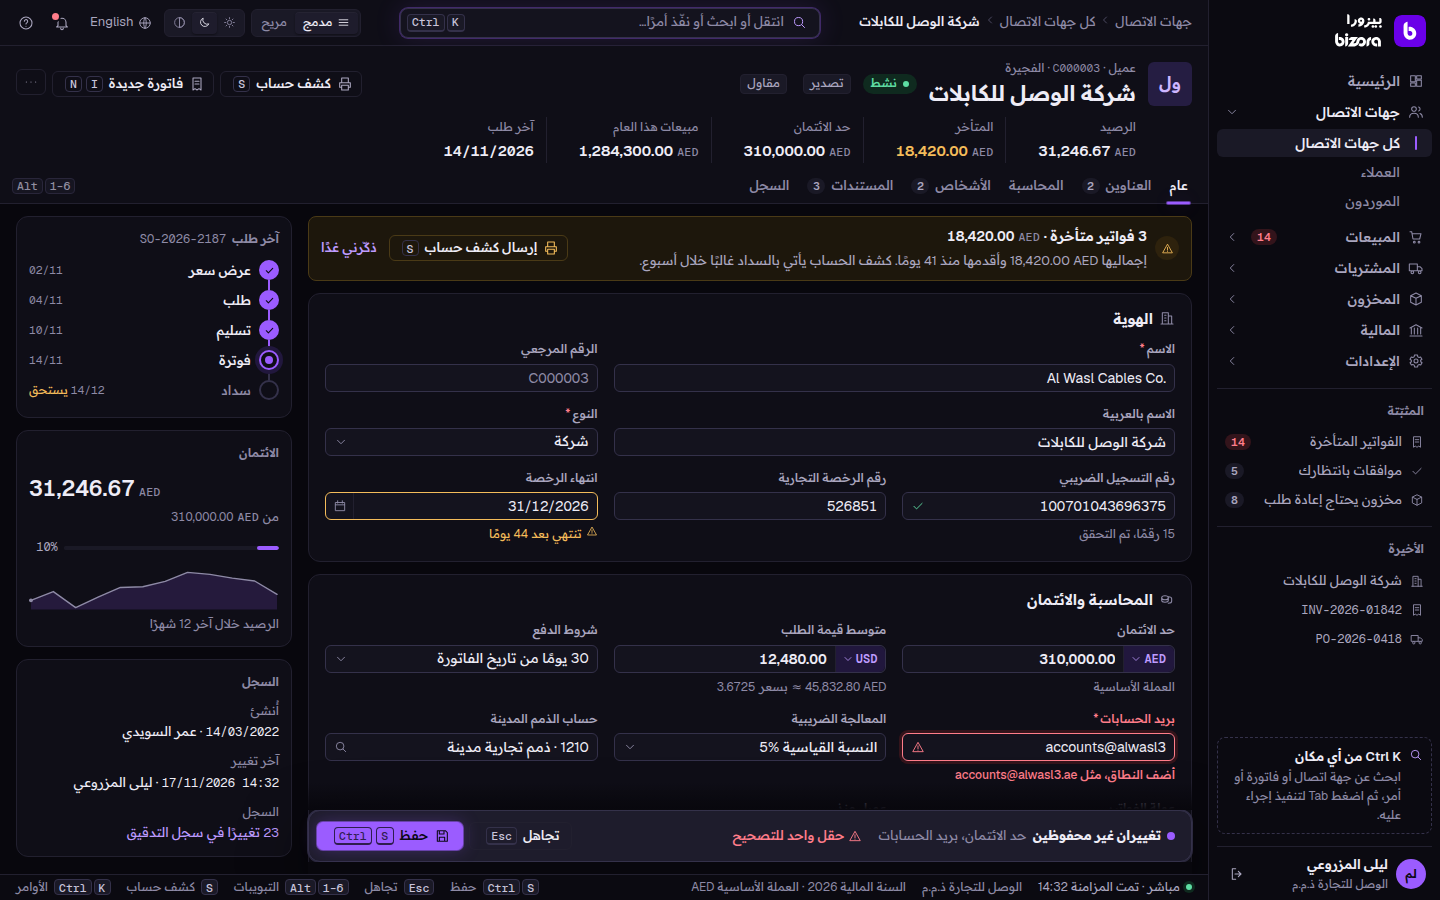 بيزورا
bizora
الرئيسية
جهات الاتصال
كل جهات الاتصال
العملاء
الموردون
المبيعات 14
المشتريات
المخزون
المالية
الإعدادات
المثبّتة
الفواتير المتأخرة 14
موافقات بانتظارك 5
مخزون يحتاج إعادة طلب 8
الأخيرة
شركة الوصل للكابلات
INV-2026-01842
PO-2026-0418
Ctrl K من أي مكان
ابحث عن جهة اتصال أو فاتورة أو
أمر، ثم اضغط Tab لتنفيذ إجراء
عليه.
لم
ليلى المزروعي
الوصل للتجارة ذ.م.م
جهات الاتصال › كل جهات الاتصال › شركة الوصل للكابلات
انتقل أو ابحث أو نفّذ أمرًا... Ctrl K
مدمج مريح
English
ول
عميل · C000003 · الفجيرة
شركة الوصل للكابلات
نشط تصدير مقاول
كشف حساب S
فاتورة جديدة I N
...
الرصيد
31,246.67 AED
المتأخر
18,420.00 AED
حد الائتمان
310,000.00 AED
مبيعات هذا العام
1,284,300.00 AED
آخر طلب
14/11/2026
عام العناوين 2 المحاسبة الأشخاص 2 المستندات 3 السجل
Alt 1–6
3 فواتير متأخرة · AED 18,420.00
إجماليها AED 18,420.00 وأقدمها منذ 41 يومًا. كشف الحساب يأتي بالسداد غالبًا خلال أسبوع.
إرسال كشف حساب S
ذكّرني غدًا
الهوية
الاسم *
Al Wasl Cables Co.
الرقم المرجعي
C000003
الاسم بالعربية
شركة الوصل للكابلات
النوع *
شركة
رقم التسجيل الضريبي
100701043696375
15 رقمًا، تم التحقق
رقم الرخصة التجارية
526851
انتهاء الرخصة
31/12/2026
تنتهي بعد 44 يومًا
المحاسبة والائتمان
حد الائتمان
AED 310,000.00
العملة الأساسية
متوسط قيمة الطلب
USD 12,480.00
≈ 45,832.80 AED بسعر 3.6725
شروط الدفع
30 يومًا من تاريخ الفاتورة
بريد الحسابات *
accounts@alwasl3
أضف النطاق، مثل accounts@alwasl3.ae
المعالجة الضريبية
النسبة القياسية 5%
حساب الذمم المدينة
1210 · ذمم تجارية مدينة
تغييران غير محفوظين حد الائتمان، بريد الحسابات
حقل واحد للتصحيح
تجاهل Esc
حفظ Ctrl S
آخر طلب SO-2026-2187
عرض سعر 02/11
طلب 04/11
تسليم 10/11
فوترة 14/11
سداد 14/12 يستحق
الائتمان
31,246.67 AED
من AED 310,000.00
10%
الرصيد خلال آخر 12 شهرًا
السجل
أُنشئ
14/03/2022 · عمر السويدي
آخر تغيير
17/11/2026 14:32 · ليلى المزروعي
السجل
23 تغييرًا في سجل التدقيق
مباشر · تمت المزامنة 14:32
الوصل للتجارة ذ.م.م
السنة المالية 2026 · العملة الأساسية AED
Ctrl S حفظ
Esc تجاهل
Alt 1–6 التبويبات
S كشف حساب
Ctrl K الأوامر